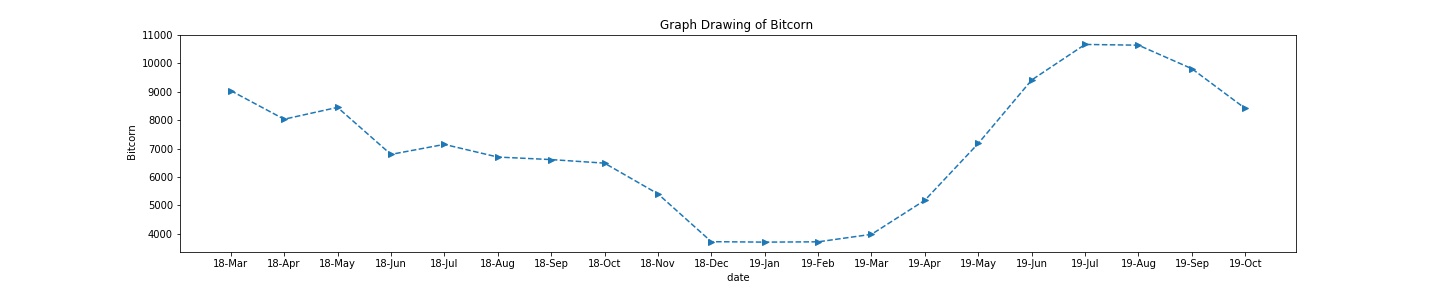 Graph Drawing of Bitcorn
11000
10000
9000
8000
7000
6000
5000
4000
Bitcorn
18-Mar 18-Apr 18-May 18-Jun 18-Jul 18-Aug 18-Sep 18-Oct 18-Nov 18-Dec 19-Jan 19-Feb 19-Mar 19-Apr 19-May 19-Jun 19-Jul 19-Aug 19-Sep 19-Oct
date